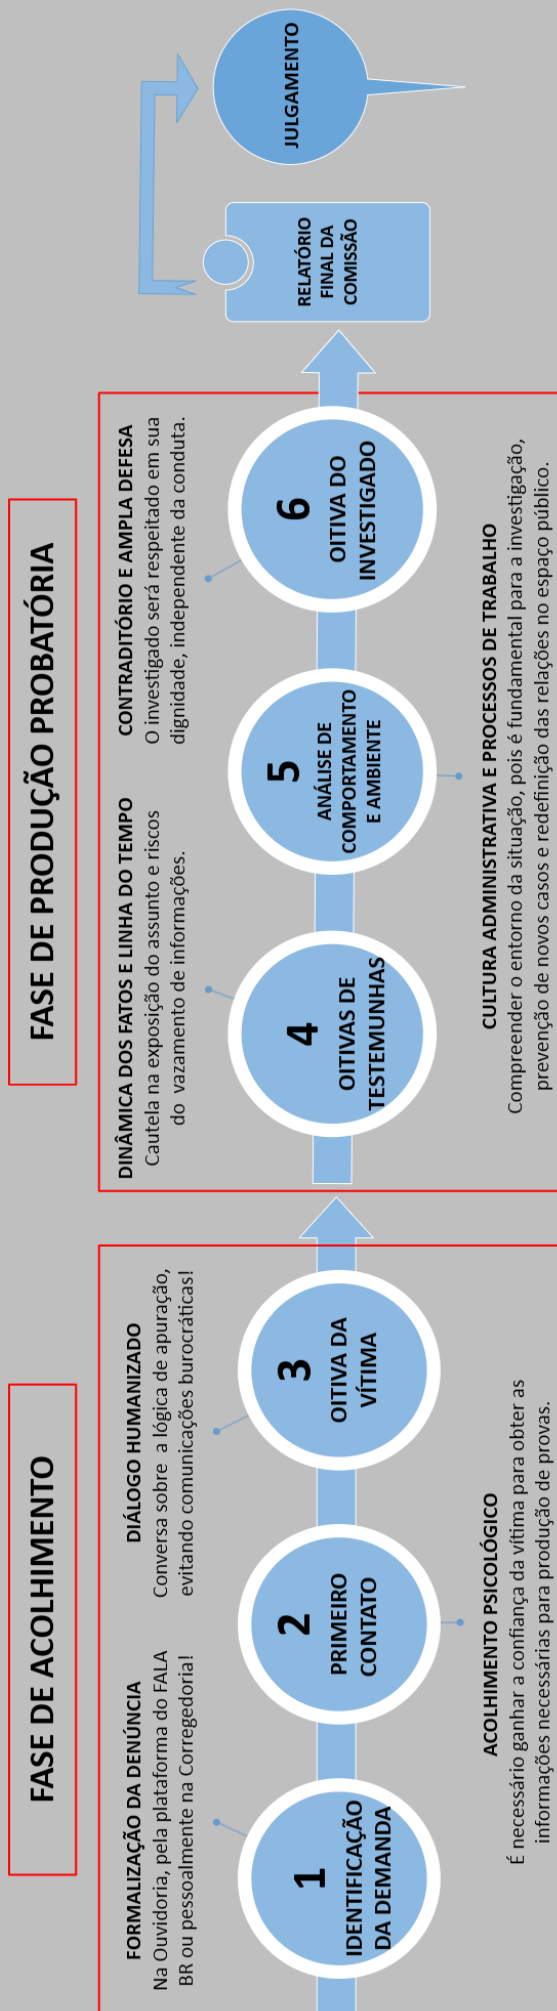 FASE DE ACOLHIMENTO
FORMALIZAÇÃO DA DENÚNCIA
Na Ouvidoria, pela plataforma do FALA
BR ou pessoalmente na Corregedoria!
DIÁLOGO HUMANIZADO
Conversa sobre a lógica de apuração,
evitando comunicações burocráticas!
1
IDENTIFICAÇÃO
DA DEMANDA
2
PRIMEIRO
CONTATO
3
OITIVA DA
VÍTIMA
ACOLHIMENTO PSICOLÓGICO
É necessário ganhar a confiança da vítima para obter as
informações necessárias para produção de provas.
FASE DE PRODUÇÃO PROBATÓRIA
DINÂMICA DOS FATOS E LINHA DO TEMPO
Cautela na exposição do assunto e riscos
do vazamento de informações.
CONTRADITÓRIO E AMPLA DEFESA
O investigado será respeitado em sua
dignidade, independente da conduta.
4
OITIVAS DE
TESTEMUNHAS
5
ANÁLISE DE
COMPORTAMENTO
E AMBIENTE
6
OITIVA DO
INVESTIGADO
CULTURA ADMINISTRATIVA E PROCESSOS DE TRABALHO
Compreender o entorno da situação, pois é fundamental para a investigação,
prevenção de novos casos e redefinição das relações no espaço público.
RELATÓRIO
FINAL DA
COMISSÃO
JULGAMENTO